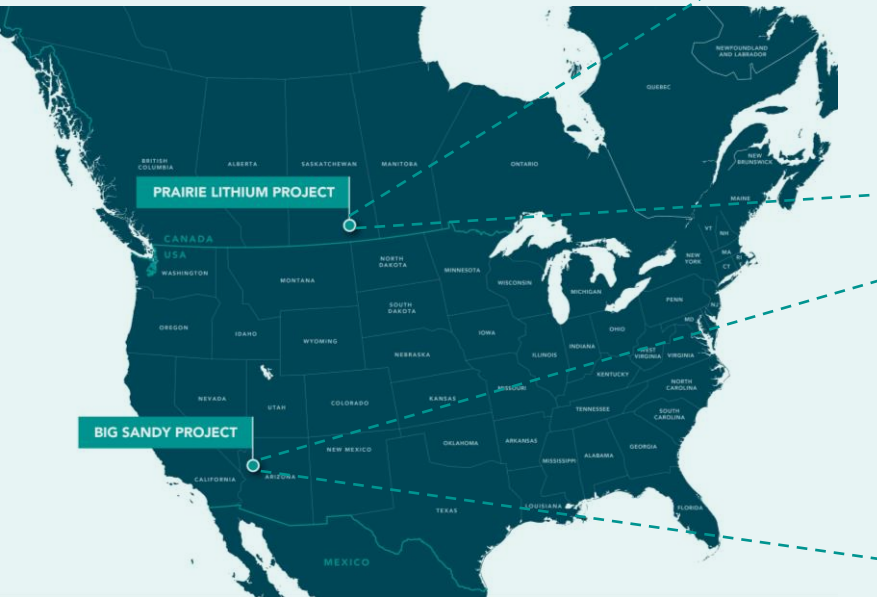 NEWFOUNDLAND
AND LABRADOR
QUEBEC
BRITISH
COLUMBIA
ALBERTA
SASKATCHEWAN
MANITOBA
ONTARIO
NEW
BRUNSWICK
PRAIRIE LITHIUM PROJECT
MAINE
CANADA
USA
WASHINGTON
MONTANA
NORTH
DAKOTA
MINNESOTA
WISCONSIN
MICHIGAN
NEW
YORK
VT
NH
MA
CT
RI
OREGON
IDAHO
WYOMING
SOUTH
DAKOTA
IOWA
NEBRASKA
ILLINOIS
INDIANA
OHIO
PENN
NJ
MD
WEST
VIRGINIA
VIRGINIA
KENTUCKY
NEVADA
UTAH
COLORADO
KANSAS
MISSOURI
TENNESSEE
NORTH
CAROLINA
SOUTH
CAROLINA
BIG SANDY PROJECT
NEW MEXICO
OKLAHOMA
ARKANSAS
MISSISSIPPI
ALABAMA
GEORGIA
CALIFORNIA
ARIZONA
TEXAS
LOUISIANA
FLORIDA
MEXICO